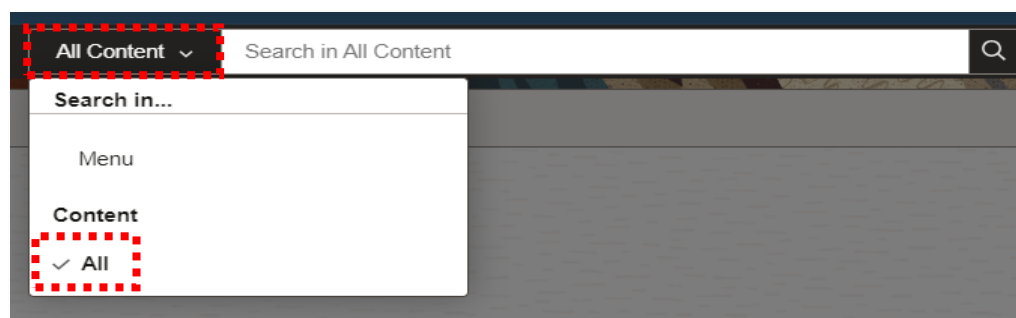 All Content
Search in All Content
Search in...
Menu
Content
All